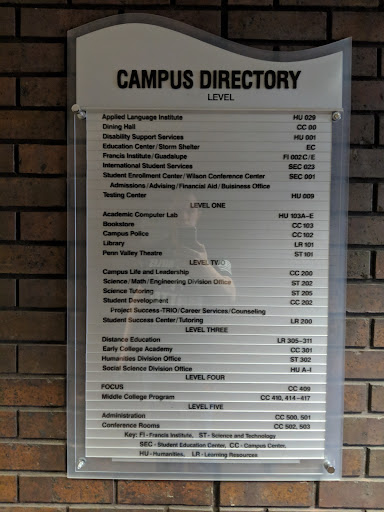 CAMPUS DIRECTORY
LEVEL
Applied Language Institute HU 029
Dining Hall CC 00
Disability Support Services HU 001
Education Center/Storm Shelter EC
Francis Institute/Guadalupe FI 002 C/E
International Student Services SEC 023
Student Enrollment Center/Wilson Conference Center SEC 001
Admissions/Advising/Financial Aid/Buisiness Office
Testing Center HU 009
LEVEL ONE
Academic Computer Lab HU 103A-E
Bookstore CC 103
Campus Police CC 102
Library LR 101
Penn Valley Theatre ST 101
LEVEL TWO
Campus Life and Leadership CC 200
Science/Math/Engineering Division Office ST 202
Science Tutoring ST 205
Student Development CC 202
Project Success-TRIO/Career Services/Counseling
Student Success Center/Tutoring LR 200
LEVEL THREE
Distance Education LR 305-311
Early College Academy CC 301
Humanities Division Office ST 302
Social Science Division Office HU A-I
LEVEL FOUR
FOCUS CC 409
Middle College Program CC 410, 414-417
LEVEL FIVE
Administration CC 500, 501
Conference Rooms CC 502, 503
Key: FI - Francis Institute, ST - Science and Technology
SEC - Student Education Center, CC - Campus Center,
HU - Humanities, LR - Learning Resources